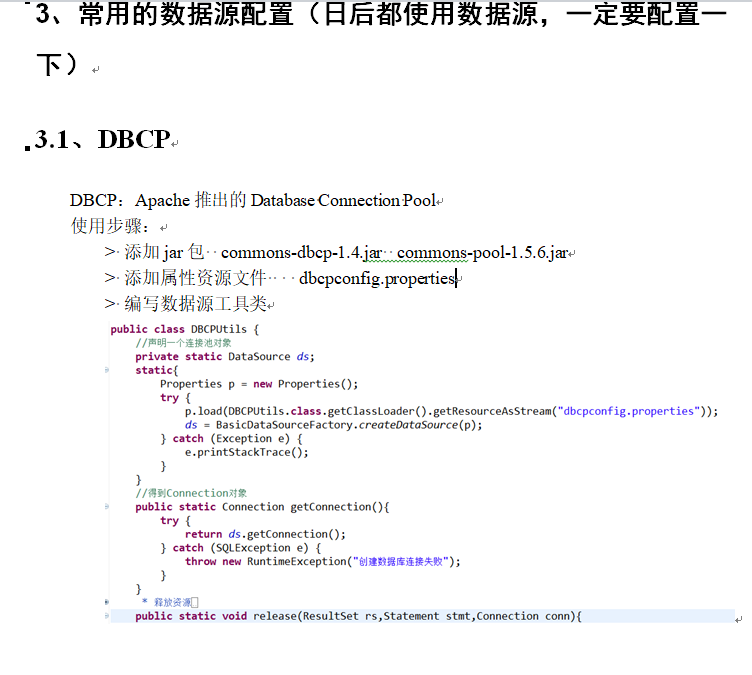 3、常用的数据源配置（日后都使用数据源，一定要配置一
下）
3.1、DBCP
DBCP：Apache 推出的 Database Connection Pool
使用步骤：
> 添加 jar 包 commons-dbcp-1.4.jar commons-pool-1.5.6.jar
> 添加属性资源文件 dbcpconfig.properties
> 编写数据源工具类
public class DBCPUtils {
//声明一个连接池对象
private static DataSource ds;
static{
Properties p = new Properties();
try {
p.load(DBCPUtils.class.getClassLoader().getResourceAsStream("dbcpconfig.properties"));
ds = BasicDataSourceFactory.createDataSource(p);
} catch (Exception e) {
e.printStackTrace();
}
}
//得到Connection对象
public static Connection getConnection(){
try {
return ds.getConnection();
} catch (SQLException e) {
throw new RuntimeException("创建数据库连接失败");
}
}
* 释放资源
public static void release(ResultSet rs,Statement stmt,Connection conn){